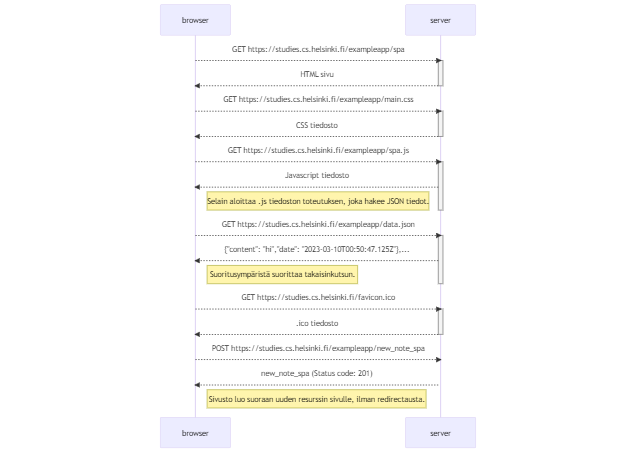 browser
server
GET https://studies.cs.helsinki.fi/exampleapp/spa
HTML sivu
GET https://studies.cs.helsinki.fi/exampleapp/main.css
CSS tiedosto
GET https://studies.cs.helsinki.fi/exampleapp/spa.js
Javascript tiedosto
Selain aloittaa .js tiedoston toteutuksen, joka hakee JSON tiedot.
GET https://studies.cs.helsinki.fi/exampleapp/data.json
{"content": "hi","date": "2023-03-10T00:50:47.125Z"},...
Suoritusympäristä suorittaa takaisinkutsun.
GET https://studies.cs.helsinki.fi/favicon.ico
.ico tiedosto
POST https://studies.cs.helsinki.fi/exampleapp/new_note_spa
new_note_spa (Status code: 201)
Sivusto luo suoraan uuden resurssin sivulle, ilman redirectausta.
browser
server